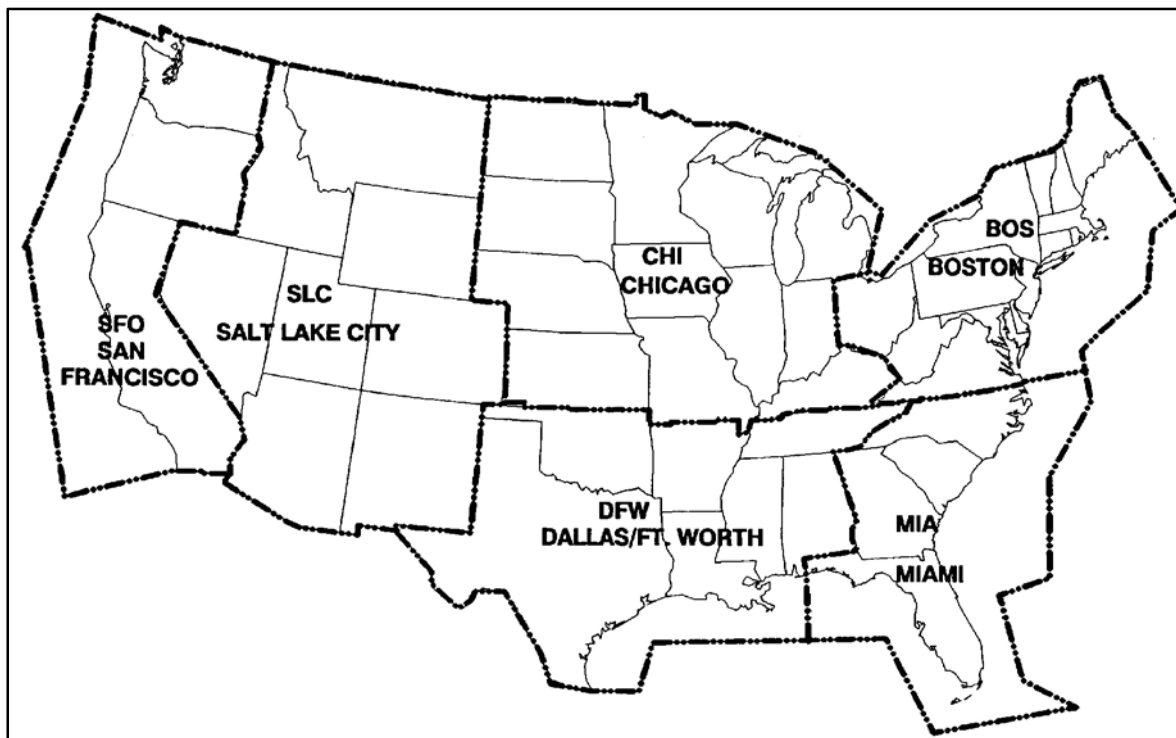 BOS
BOSTON
CHI
CHICAGO
SLC
SALT LAKE CITY
SFO
SAN
FRANCISCO
DFW
DALLAS/FT. WORTH
MIA
MIAMI